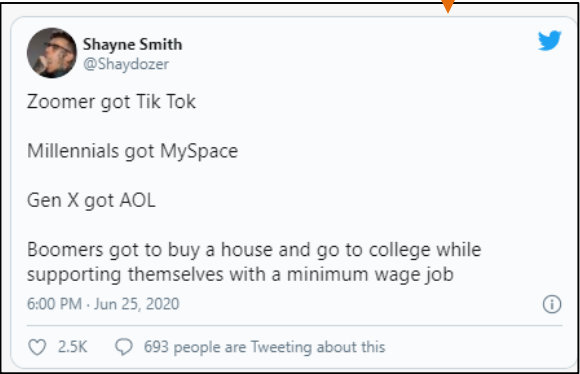 Shayne Smith
@Shaydozer
Zoomer got Tik Tok
Millennials got MySpace
Gen X got AOL
Boomers got to buy a house and go to college while
supporting themselves with a minimum wage job
6:00 PM · Jun 25, 2020
2.5K 693 people are Tweeting about this